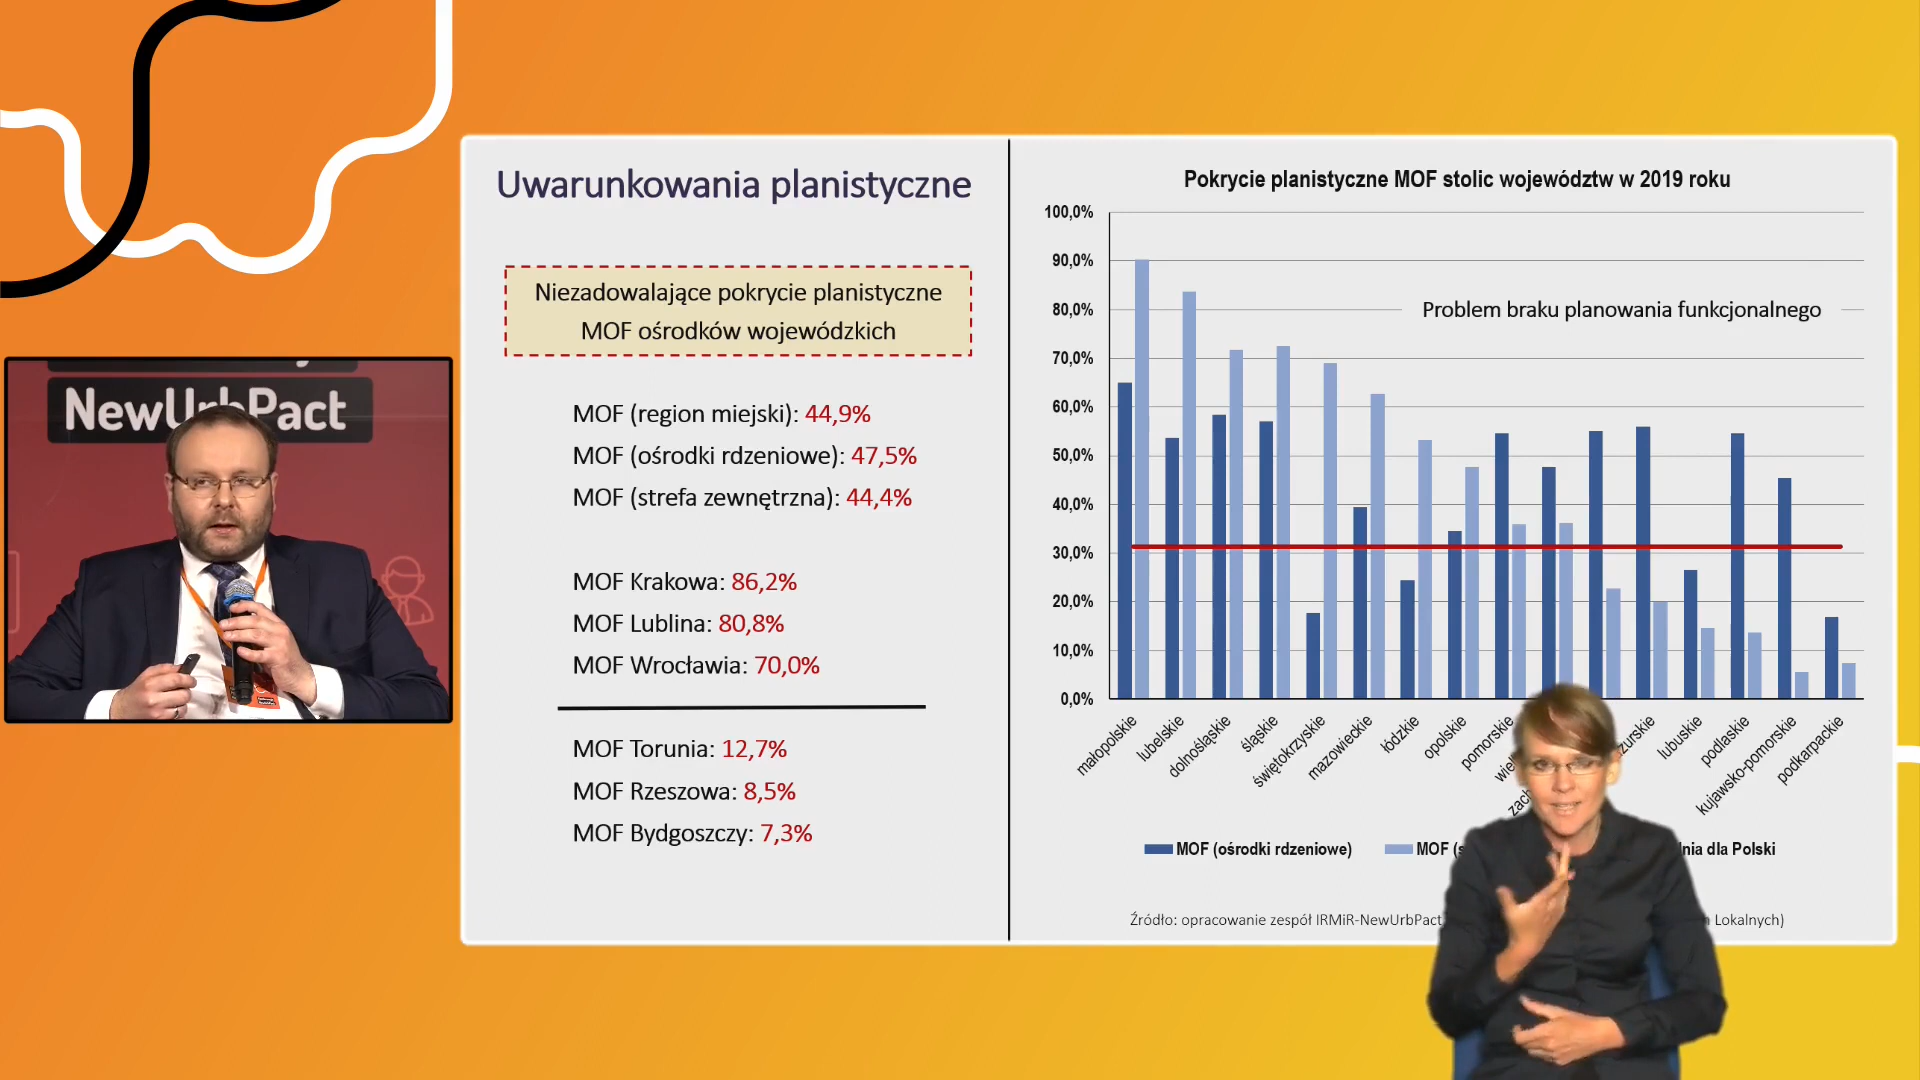 NewUrbPact
Uwarunkowania planistyczne
Niezadowalające pokrycie planistyczne
MOF ośrodków wojewódzkich
MOF (region miejski): 44,9%
MOF (ośrodki rdzeniowe): 47,5%
MOF (strefa zewnętrzna): 44,4%
MOF Krakowa: 86,2%
MOF Lublina: 80,8%
MOF Wrocławia: 70,0%
MOF Torunia: 12,7%
MOF Rzeszowa: 8,5%
MOF Bydgoszczy: 7,3%
Pokrycie planistyczne MOF stolic województw w 2019 roku
100,0%
90,0%
80,0%
70,0%
60,0%
50,0%
40,0%
30,0%
20,0%
10,0%
0,0%
Problem braku planowania funkcjonalnego
małopolskie
lubelskie
dolnośląskie
śląskie
świętokrzyskie
mazowieckie
łódzkie
opolskie
pomorskie
lubuskie
podlaskie
kujawsko-pomorskie
podkarpackie
MOF (ośrodki rdzeniowe)
MOF
dla Polski
Źródło: opracowanie zespół IRMiR-NewUrbPact
Lokalnych)